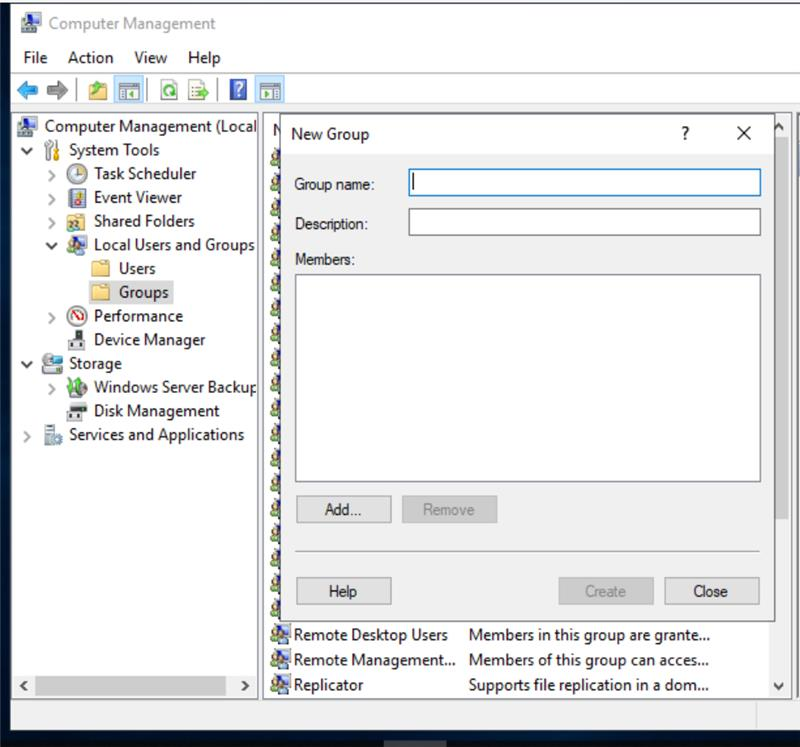 Computer Management
File Action View Help
Computer Management (Local
System Tools
Task Scheduler
Event Viewer
Shared Folders
Local Users and Groups
Users
Groups
Performance
Device Manager
Storage
Windows Server Backup
Disk Management
Services and Applications
New Group
?
Group name:
Description:
Members:
Add...
Remove
Help
Create
Close
Remote Desktop Users Members in this group are grante...
Remote Management... Members of this group can acces...
Replicator Supports file replication in a dom...